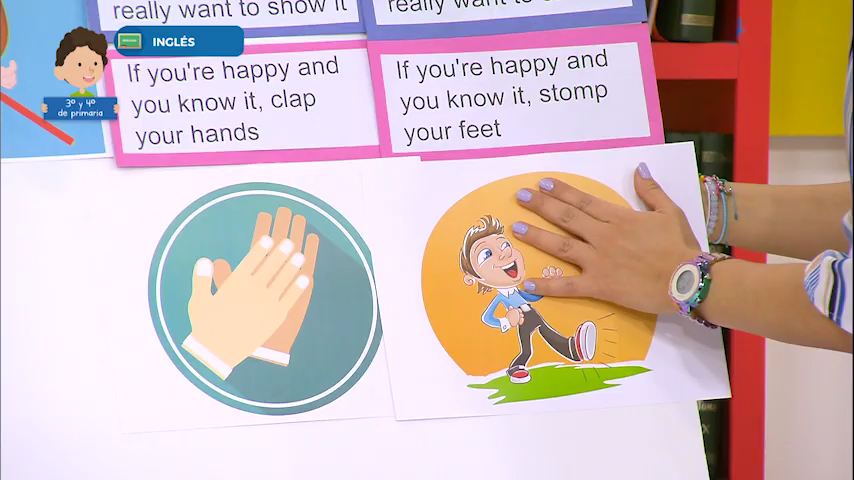 really want to show it
really want to
INGLÉS
3º y 4º
de primaria
If you're happy and
you know it, clap
your hands
If you're happy and
you know it, stomp
your feet